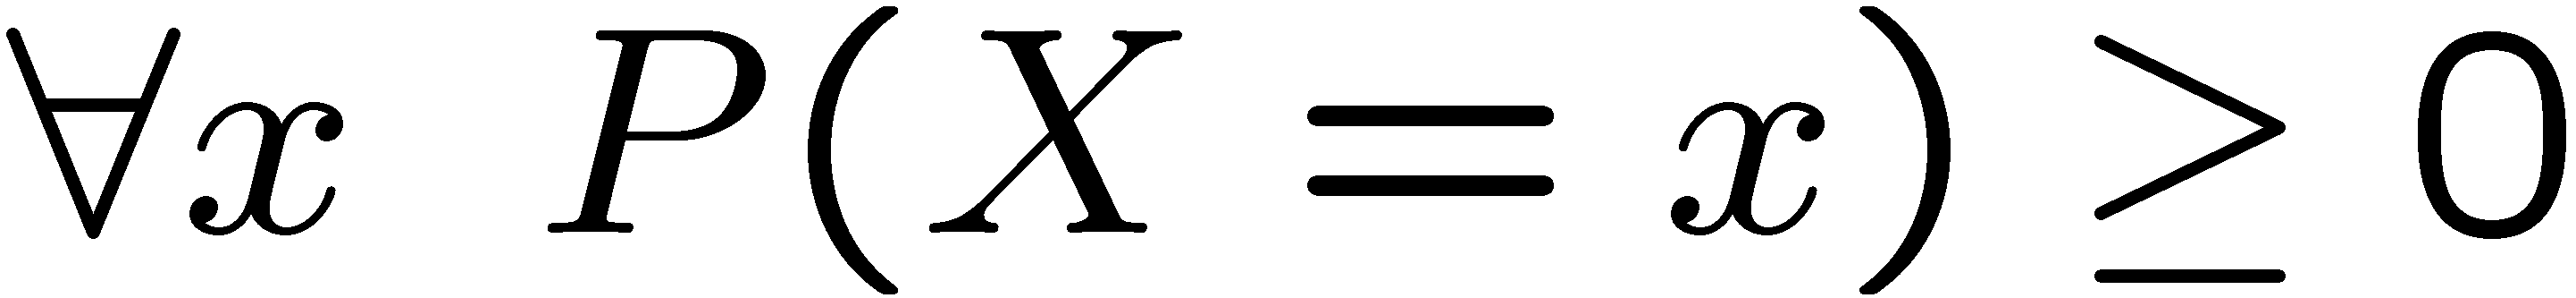 ∀x P(X = x) ≥ 0